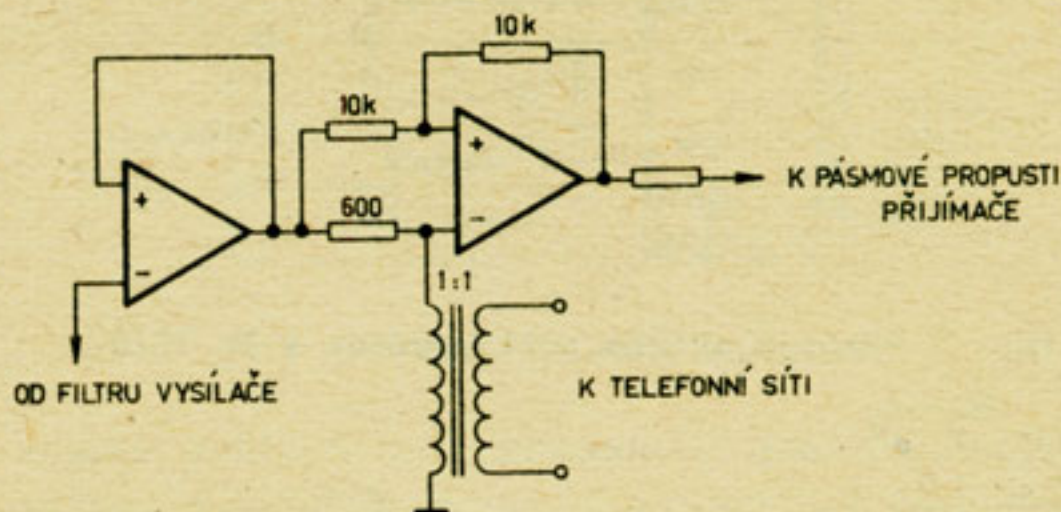 10k
10k
+
K PÁSMOVÉ PROPUSTI
PŘIJÍMAČE
600
+
-
-
1:1
OD FILTRU VYSÍLAČE
K TELEFONNÍ SÍTI